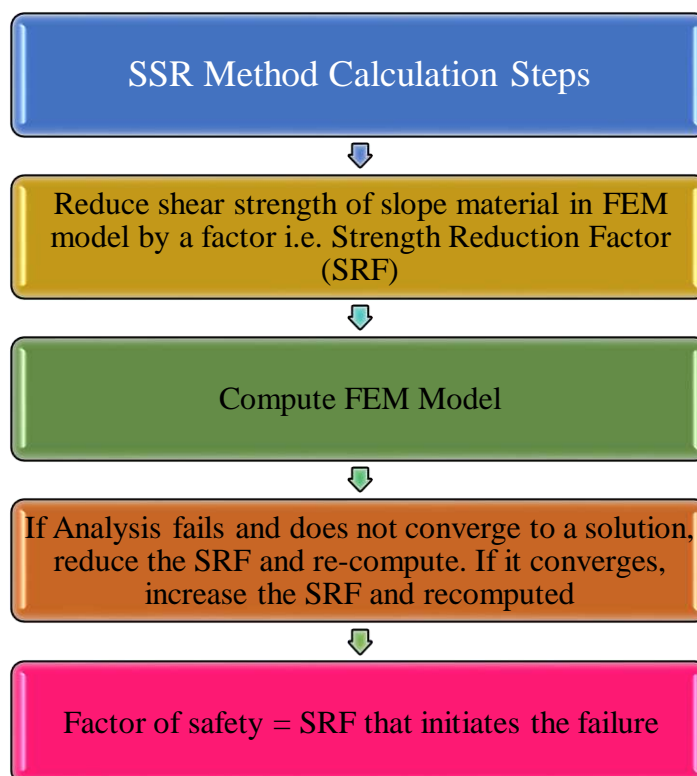 SSR Method Calculation Steps
Reduce shear strength of slope material in FEM
model by a factor i.e. Strength Reduction Factor
(SRF)
Compute FEM Model
If Analysis fails and does not converge to a solution,
reduce the SRF and re-compute. If it converges,
increase the SRF and recomputed
Factor of safety = SRF that initiates the failure